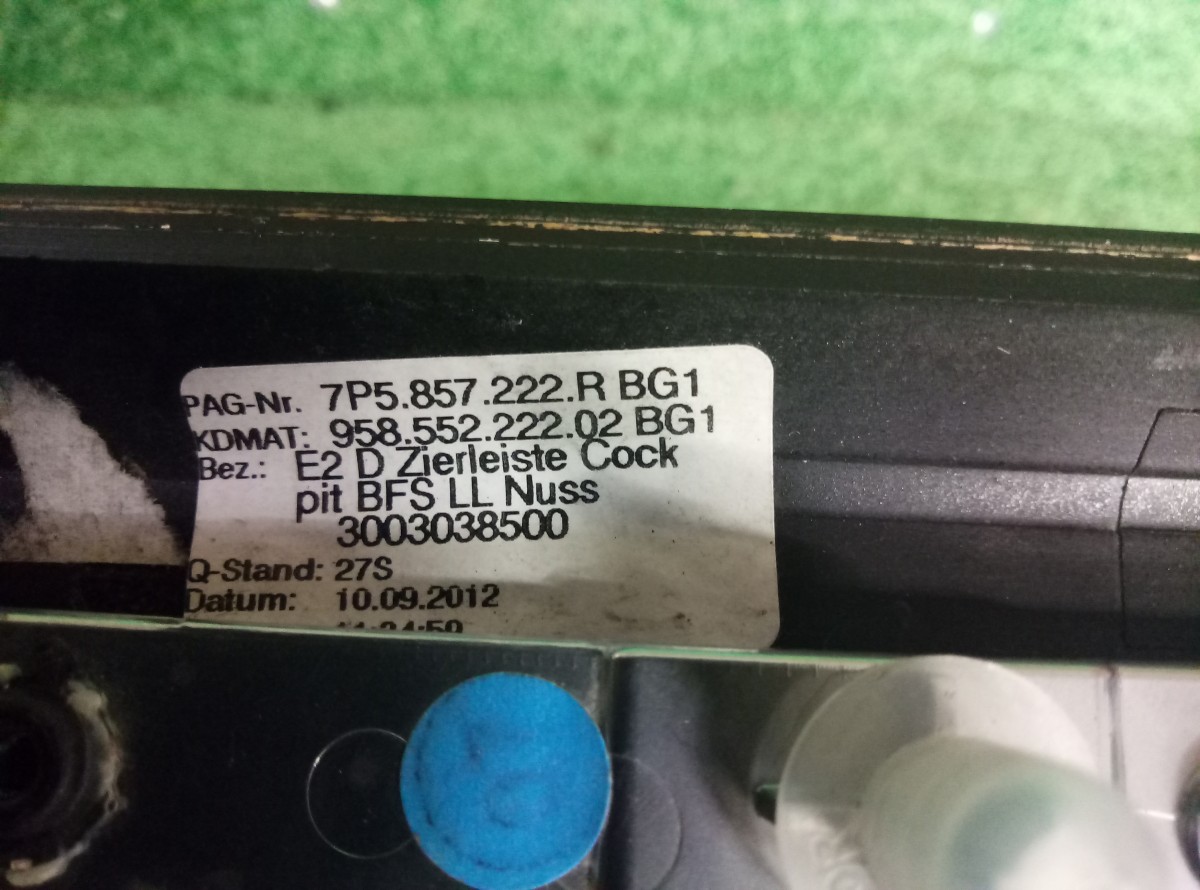 PAG-Nr. 7P5.857.222.R BG1
KDMAT: 958.552.222.02 BG1
Bez.: E2 D Zierleiste Cock
pit BFS LL Nuss
3003038500
Q-Stand: 27S
Datum: 10.09.2012